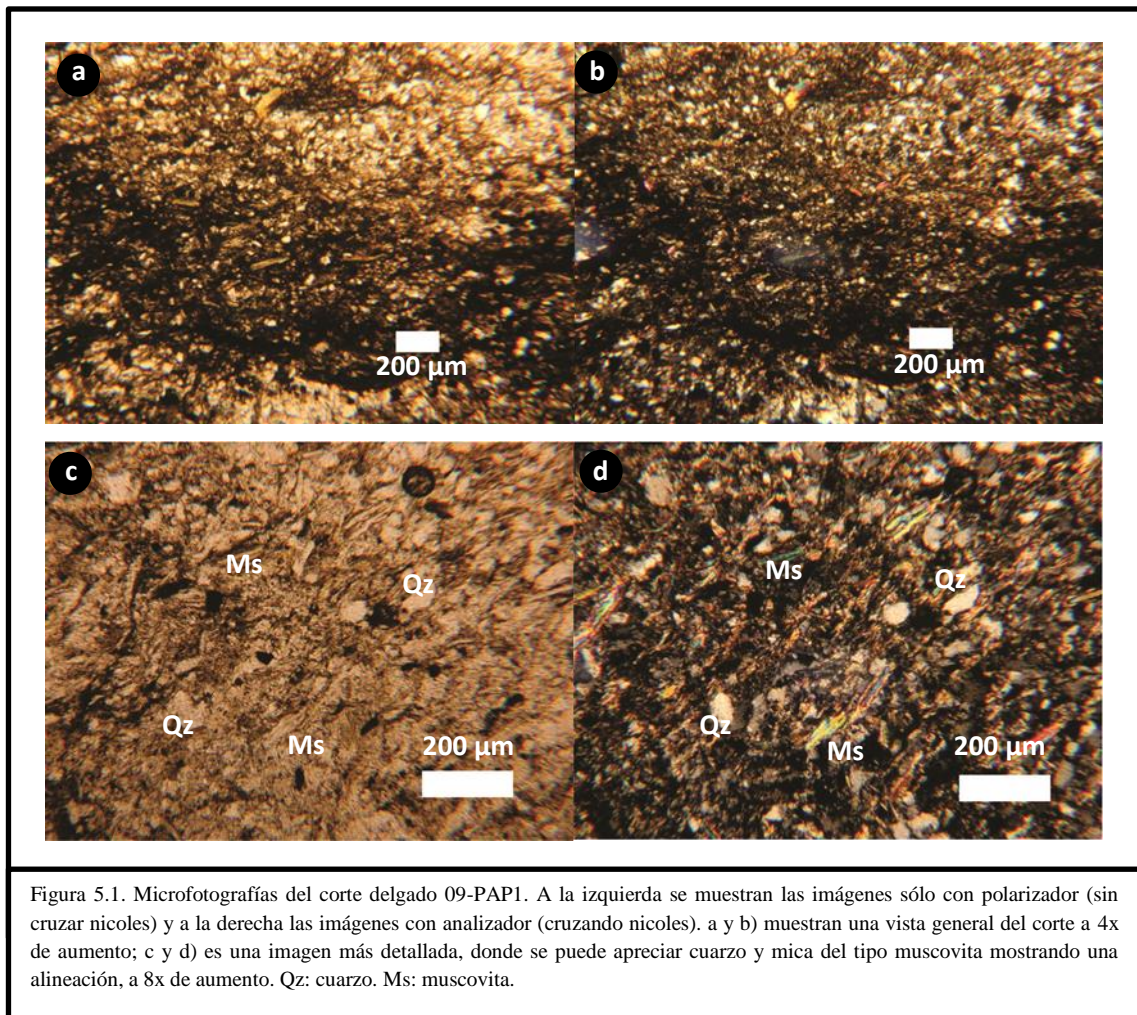 a
b
200 µm
200 µm
c
d
Ms
Qz
Ms
Qz
Qz
Ms
Qz
Ms
200 µm
200 µm
Figura 5.1. Microfotografías del corte delgado 09-PAP1. A la izquierda se muestran las imágenes sólo con polarizador (sin
cruzar nicoles) y a la derecha las imágenes con analizador (cruzando nicoles). a y b) muestran una vista general del corte a 4x
de aumento; c y d) es una imagen más detallada, donde se puede apreciar cuarzo y mica del tipo muscovita mostrando una
alineación, a 8x de aumento. Qz: cuarzo. Ms: muscovita.